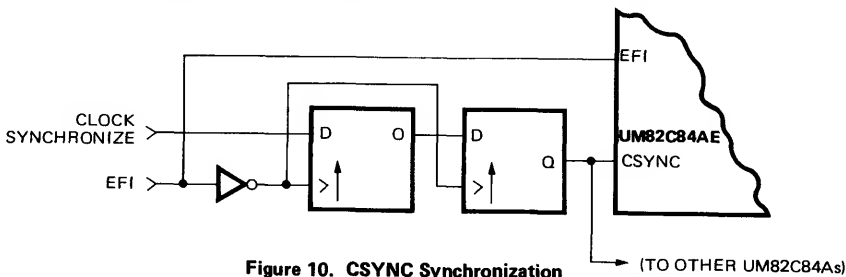 EFI
CLOCK
SYNCHRONIZE >
D O
D
UM82C84AE
Q
CSYNC
EFI >
>
>
(TO OTHER UM82C84As)
Figure 10. CSYNC Synchronization